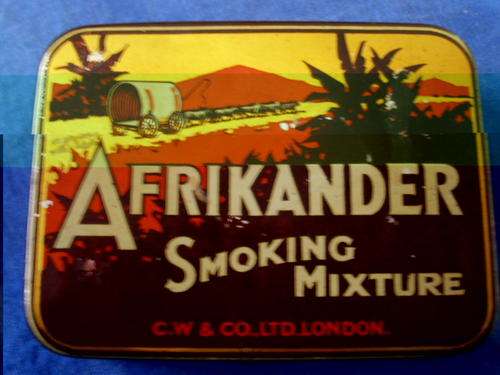 AFRIKANDER
SMOKING
MIXTURE
C.W & CO. LTD. LONDON.